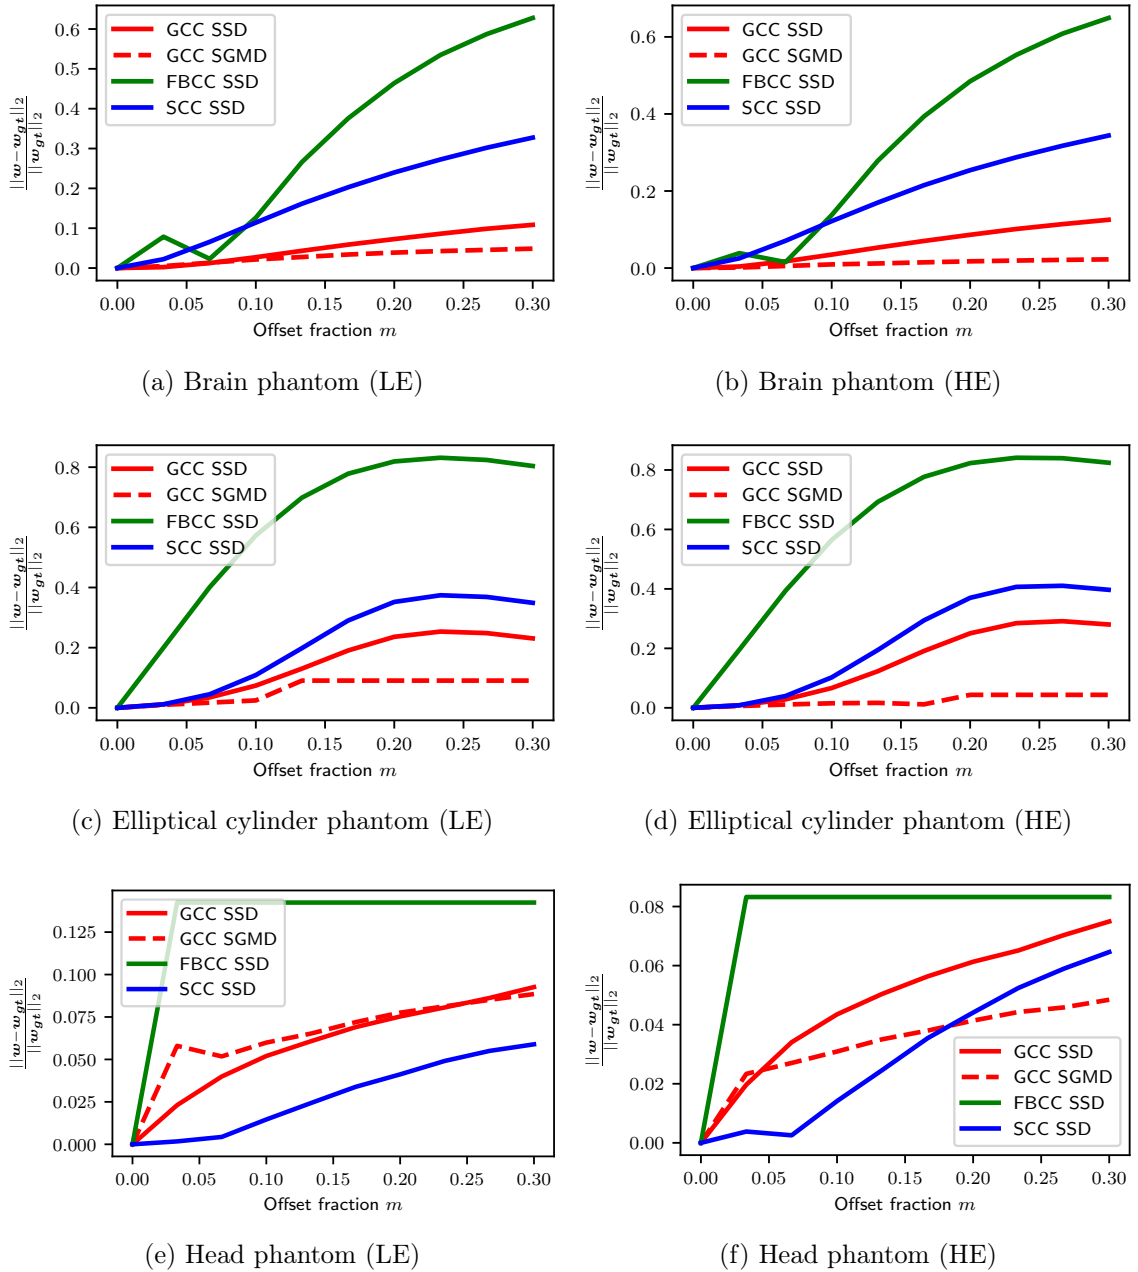 GCC SSD
GCC SGMD
FBCC SSD
SCC SSD
0.6
0.5
0.4
0.3
0.2
0.1
0.0
||w−w_gt||₂
||w_gt||₂
0.00 0.05 0.10 0.15 0.20 0.25 0.30
Offset fraction m
(a) Brain phantom (LE)
GCC SSD
GCC SGMD
FBCC SSD
SCC SSD
0.6
0.4
0.2
0.0
||w−w_gt||₂
||w_gt||₂
0.00 0.05 0.10 0.15 0.20 0.25 0.30
Offset fraction m
(b) Brain phantom (HE)
GCC SSD
GCC SGMD
FBCC SSD
SCC SSD
0.8
0.6
0.4
0.2
0.0
||w−w_gt||₂
||w_gt||₂
0.00 0.05 0.10 0.15 0.20 0.25 0.30
Offset fraction m
(c) Elliptical cylinder phantom (LE)
GCC SSD
GCC SGMD
FBCC SSD
SCC SSD
0.8
0.6
0.4
0.2
0.0
||w−w_gt||₂
||w_gt||₂
0.00 0.05 0.10 0.15 0.20 0.25 0.30
Offset fraction m
(d) Elliptical cylinder phantom (HE)
GCC SSD
GCC SGMD
FBCC SSD
SCC SSD
0.125
0.100
0.075
0.050
0.025
0.000
||w−w_gt||₂
||w_gt||₂
0.00 0.05 0.10 0.15 0.20 0.25 0.30
Offset fraction m
(e) Head phantom (LE)
0.08
0.06
0.04
0.02
0.00
||w−w_gt||₂
||w_gt||₂
GCC SSD
GCC SGMD
FBCC SSD
SCC SSD
0.00 0.05 0.10 0.15 0.20 0.25 0.30
Offset fraction m
(f) Head phantom (HE)